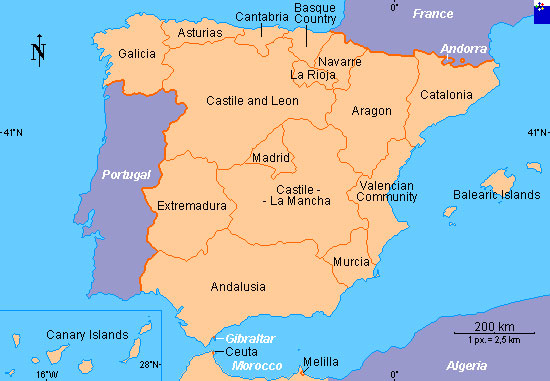 0°
France
Basque
Country
Cantabria
Asturias
N
Galicia
Andorra
Navarre
La Rioja
Castile and Leon
Aragon
Catalonia
41°N
41°N
Madrid
Portugal
Castile -
- La Mancha
Valencian
Community
Balearic Islands
Extremadura
Murcia
Andalusia
200 km
1 px. = 2,5 km
Canary Islands
Gibraltar
Ceuta
Morocco
Melilla
Algeria
28°N
16°W
0°